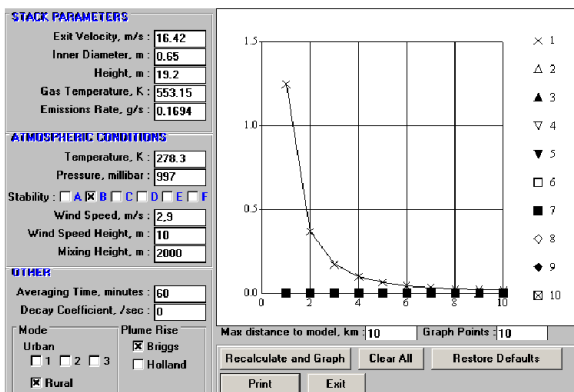 STACK PARAMETERS
Exit Velocity, m/s : 16.42
Inner Diameter, m : 0.65
Height, m : 19.2
Gas Temperature, K : 553.15
Emissions Rate, g/s : 0.1694
ATMOSPHERIC CONDITIONS
Temperature, K : 278.3
Pressure, millibar : 997
Stability : A B C D E F
Wind Speed, m/s : 2.9
Wind Speed Height, m : 10
Mixing Height, m : 2000
OTHER
Averaging Time, minutes : 60
Decay Coefficient, /sec : 0
Mode
Urban
1 2 3
Rural
Plume Rise
Briggs
Holland
1.5
1.0
0.5
0.0
0 2 4 6 8 10
1
2
3
4
5
6
7
8
9
10
Max distance to model, km : 10 Graph Points : 10
Recalculate and Graph Clear All Restore Defaults
Print Exit